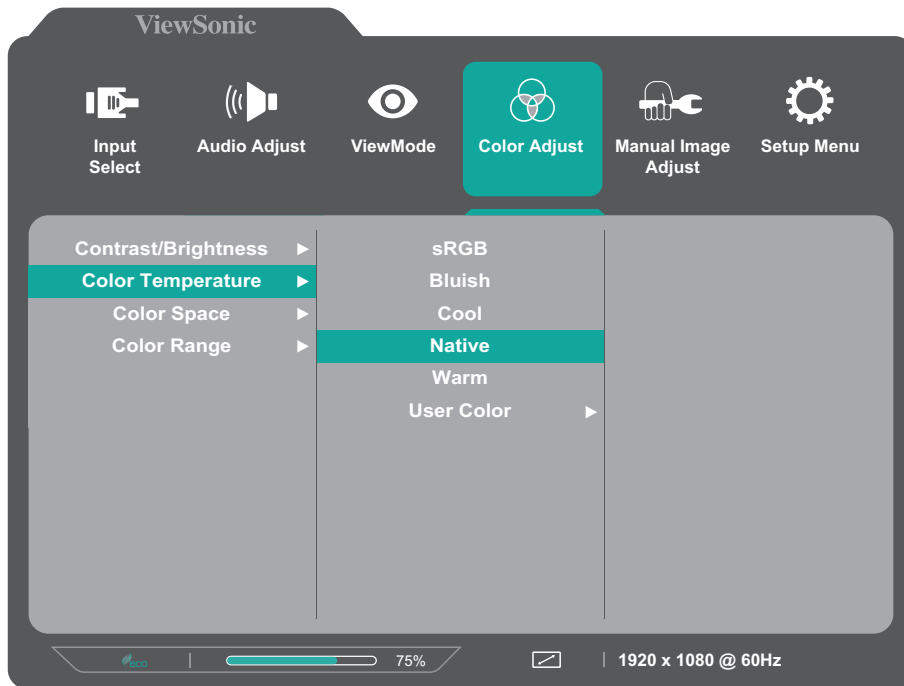 ViewSonic
Input
Select
Audio Adjust
ViewMode
Color Adjust
Manual Image
Adjust
Setup Menu
Contrast/Brightness
Color Temperature
Color Space
Color Range
sRGB
Bluish
Cool
Native
Warm
User Color
eco
75%
1920 x 1080 @ 60Hz